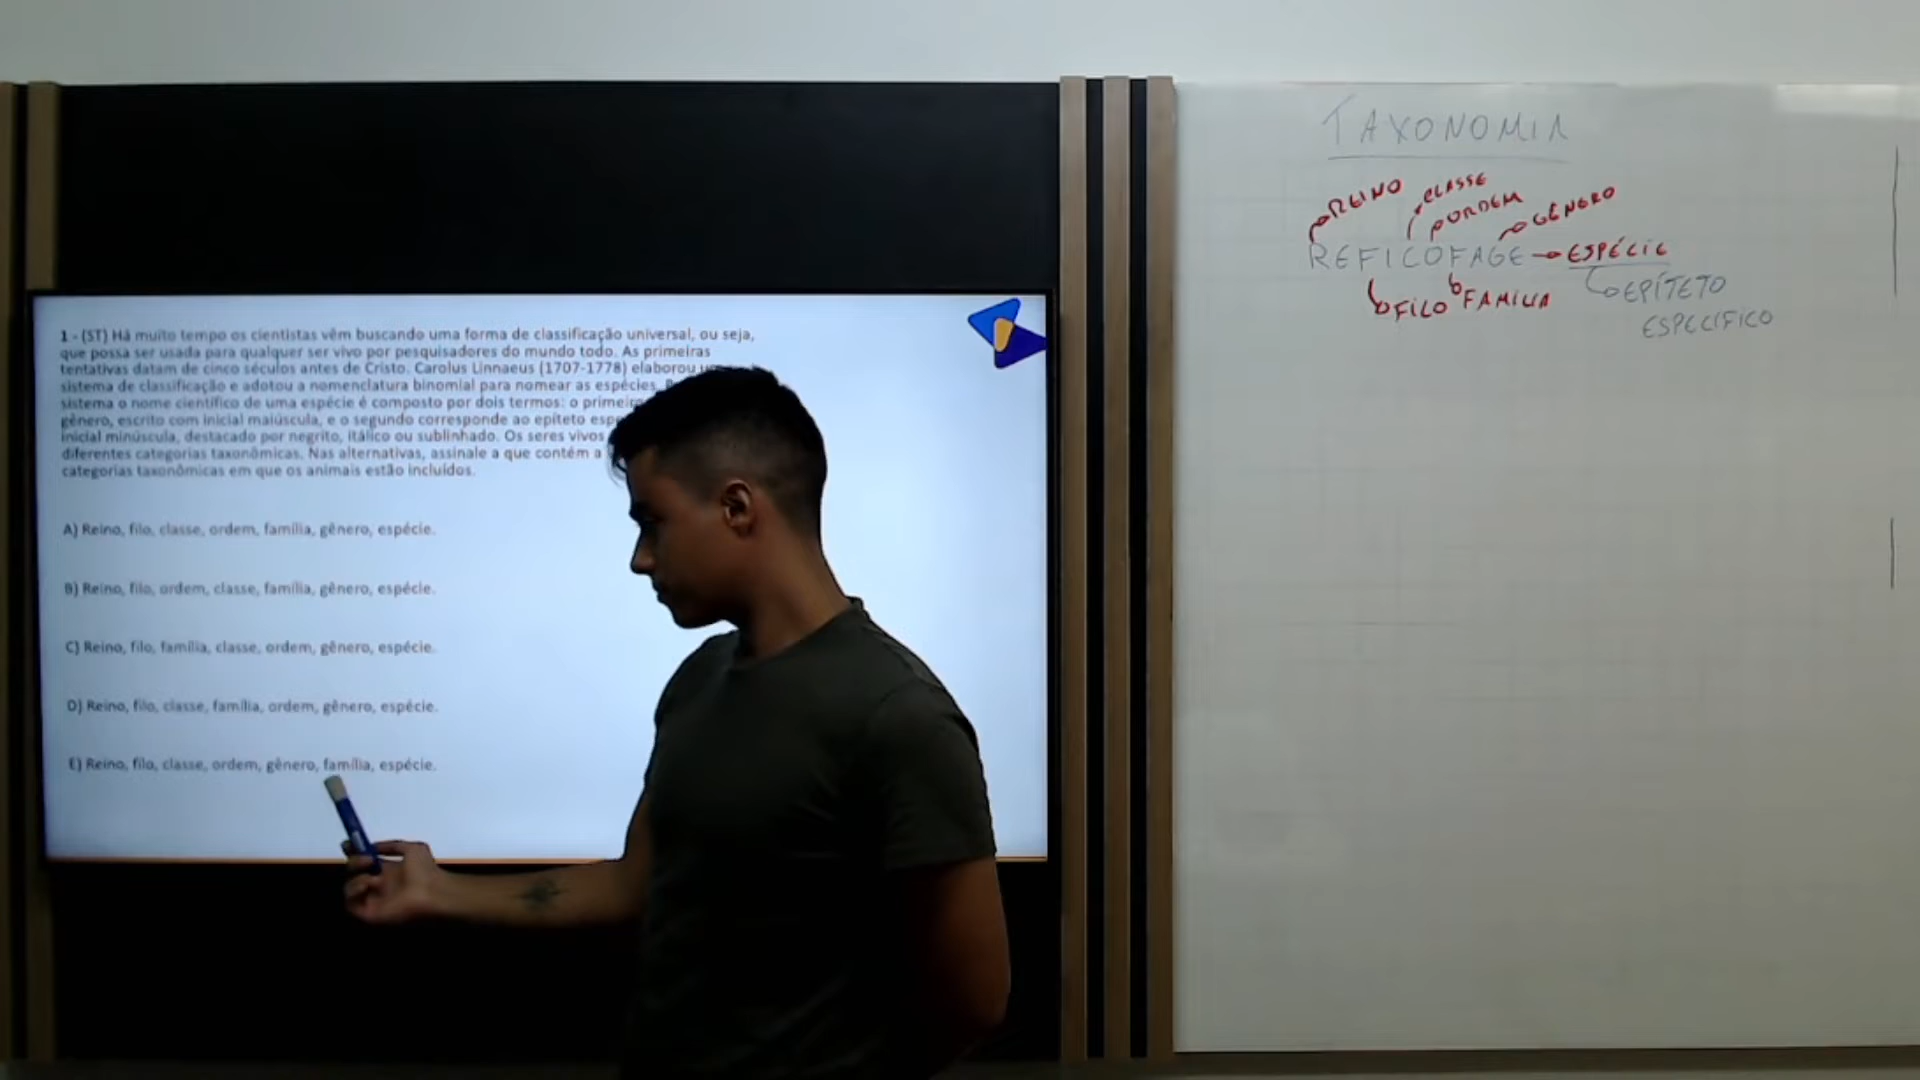 1 - (ST) Há muito tempo os cientistas vêm buscando uma forma de classificação universal, ou seja,
que possa ser usada para qualquer ser vivo por pesquisadores do mundo todo. As primeiras
tentativas datam de cinco séculos antes de Cristo. Carolus Linnaeus (1707-1778) elaborou
sistema de classificação e adotou a nomenclatura binomial para nomear as espécies.
sistema o nome científico de uma espécie é composto por dois termos: o primeiro
gênero, escrito com inicial maiúscula, e o segundo corresponde ao epíteto
inicial minúscula, destacado por negrito, itálico ou sublinhado. Os seres vivos
diferentes categorias taxonômicas. Nas alternativas, assinale a que contém a
categorias taxonômicas em que os animais estão incluídos.
A) Reino, filo, classe, ordem, família, gênero, espécie.
B) Reino, filo, ordem, classe, família, gênero, espécie.
C) Reino, filo, família, classe, ordem, gênero, espécie.
D) Reino, filo, classe, família, ordem, gênero, espécie.
E) Reino, filo, classe, ordem, gênero, família, espécie.
TAXONOMIA
REINO CLASSE
ORDEM GÊNERO
REFICOFAGE → ESPÉCIE
FILO FAMÍLIA EPÍTETO
ESPECÍFICO